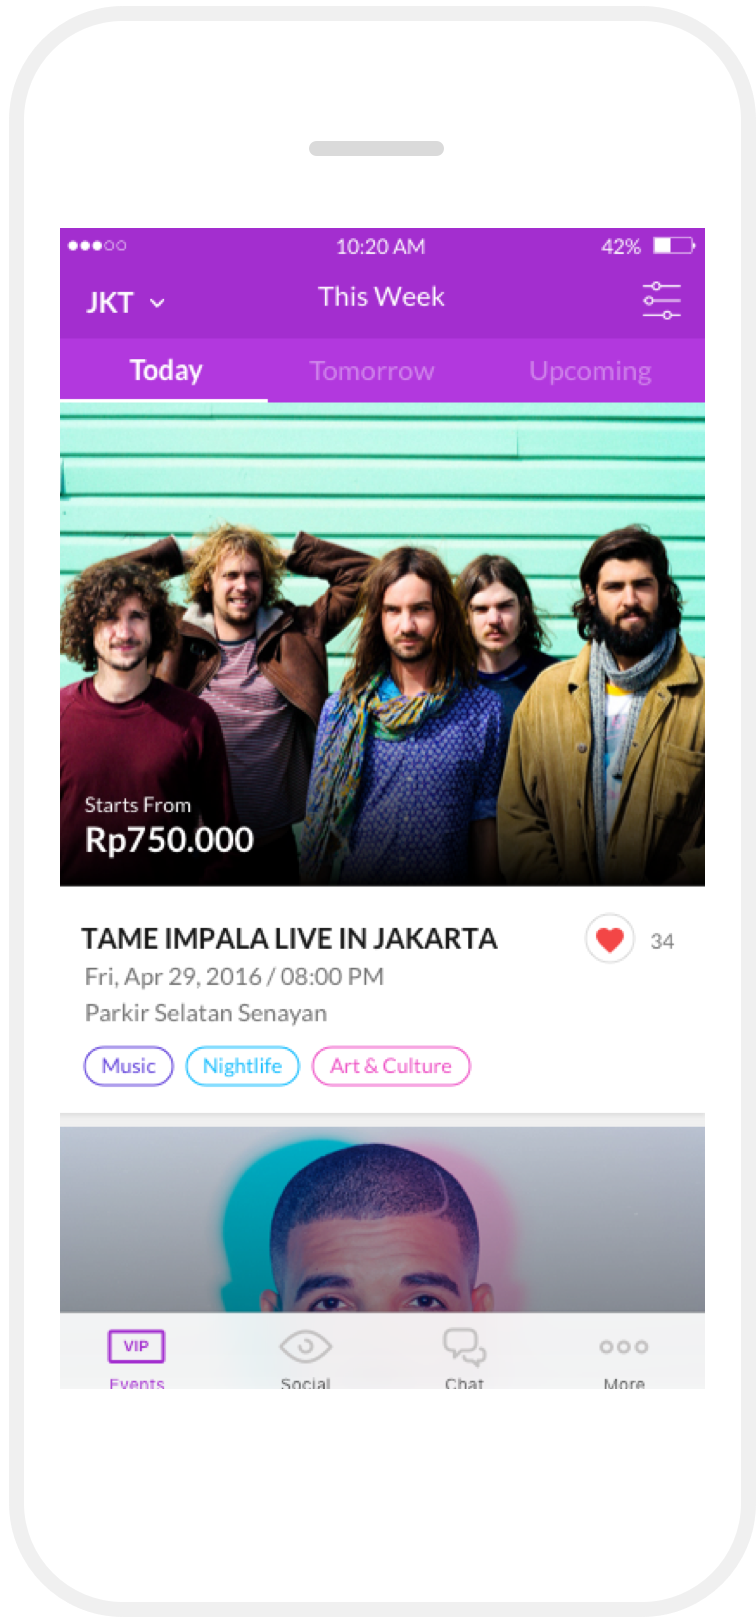 10:20 AM
42%
JKT
This Week
Today
Tomorrow
Upcoming
Starts From
Rp750.000
TAME IMPALA LIVE IN JAKARTA
34
Fri, Apr 29, 2016 / 08:00 PM
Parkir Selatan Senayan
Music
Nightlife
Art & Culture
VIP
Events
Social
Chat
More